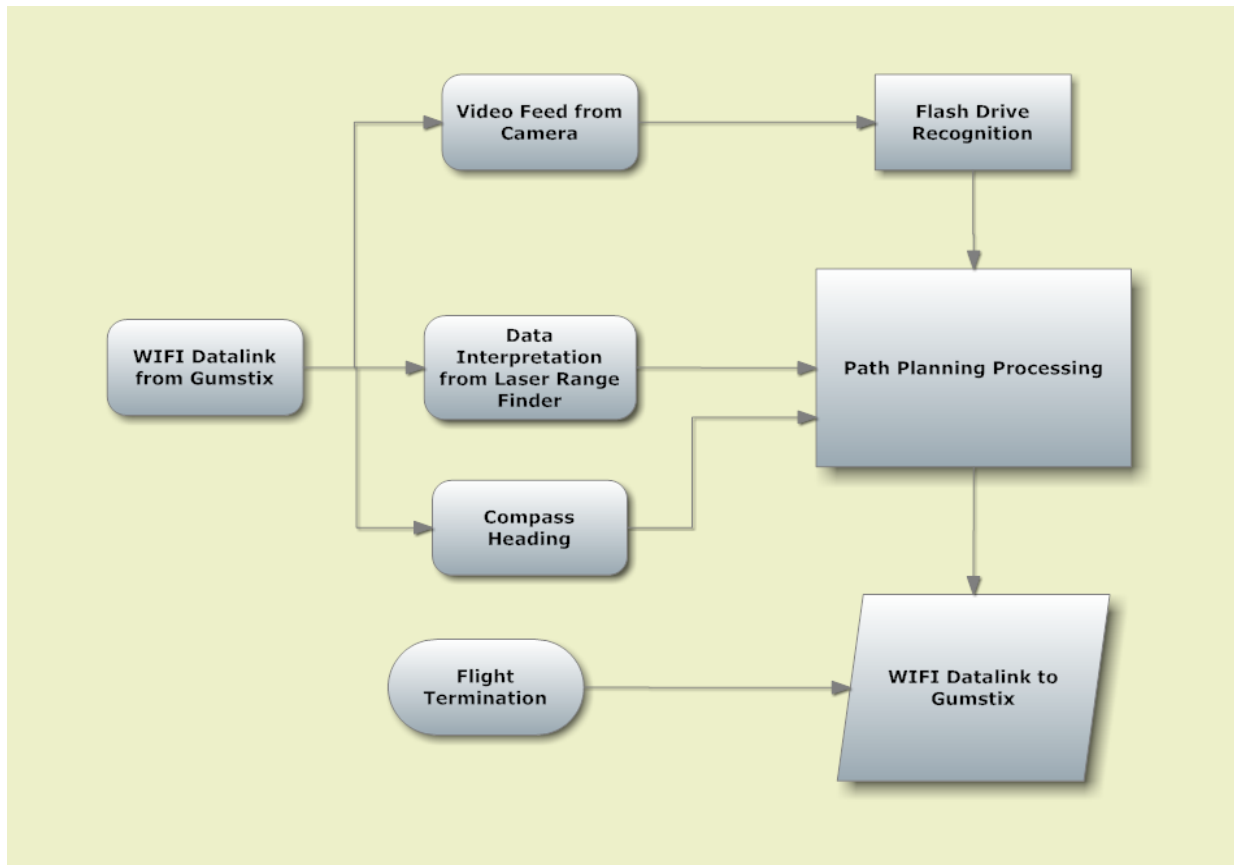 Video Feed from
Camera
Flash Drive
Recognition
WIFI Datalink
from Gumstix
Data
Interpretation
from Laser Range
Finder
Path Planning Processing
Compass
Heading
Flight
Termination
WIFI Datalink to
Gumstix